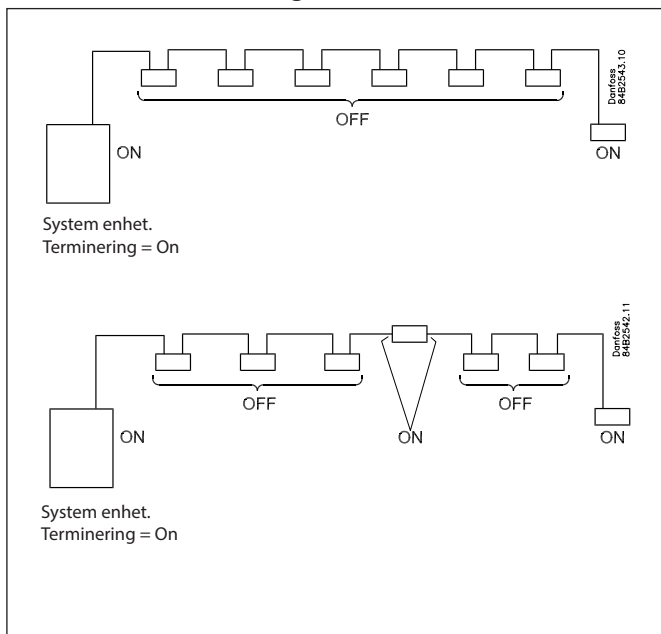 Danfoss
84B2543.10
OFF
ON
ON
System enhet.
Terminering = On
Danfoss
84B2542.11
OFF
OFF
ON
ON
ON
System enhet.
Terminering = On